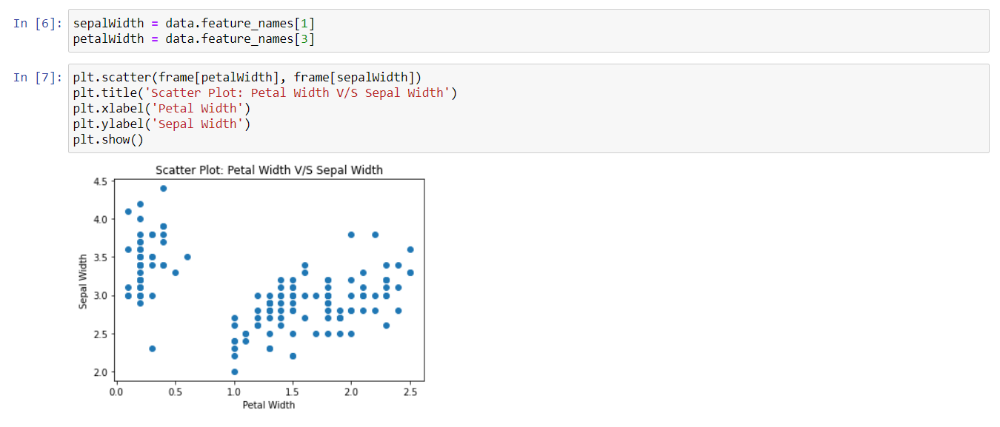 In [6]: sepalWidth = data.feature_names[1]
petalWidth = data.feature_names[3]
In [7]: plt.scatter(frame[petalWidth], frame[sepalWidth])
plt.title('Scatter Plot: Petal Width V/S Sepal Width')
plt.xlabel('Petal Width')
plt.ylabel('Sepal Width')
plt.show()
Scatter Plot: Petal Width V/S Sepal Width
4.5
4.0
3.5
3.0
2.5
2.0
Sepal Width
0.0 0.5 1.0 1.5 2.0 2.5
Petal Width